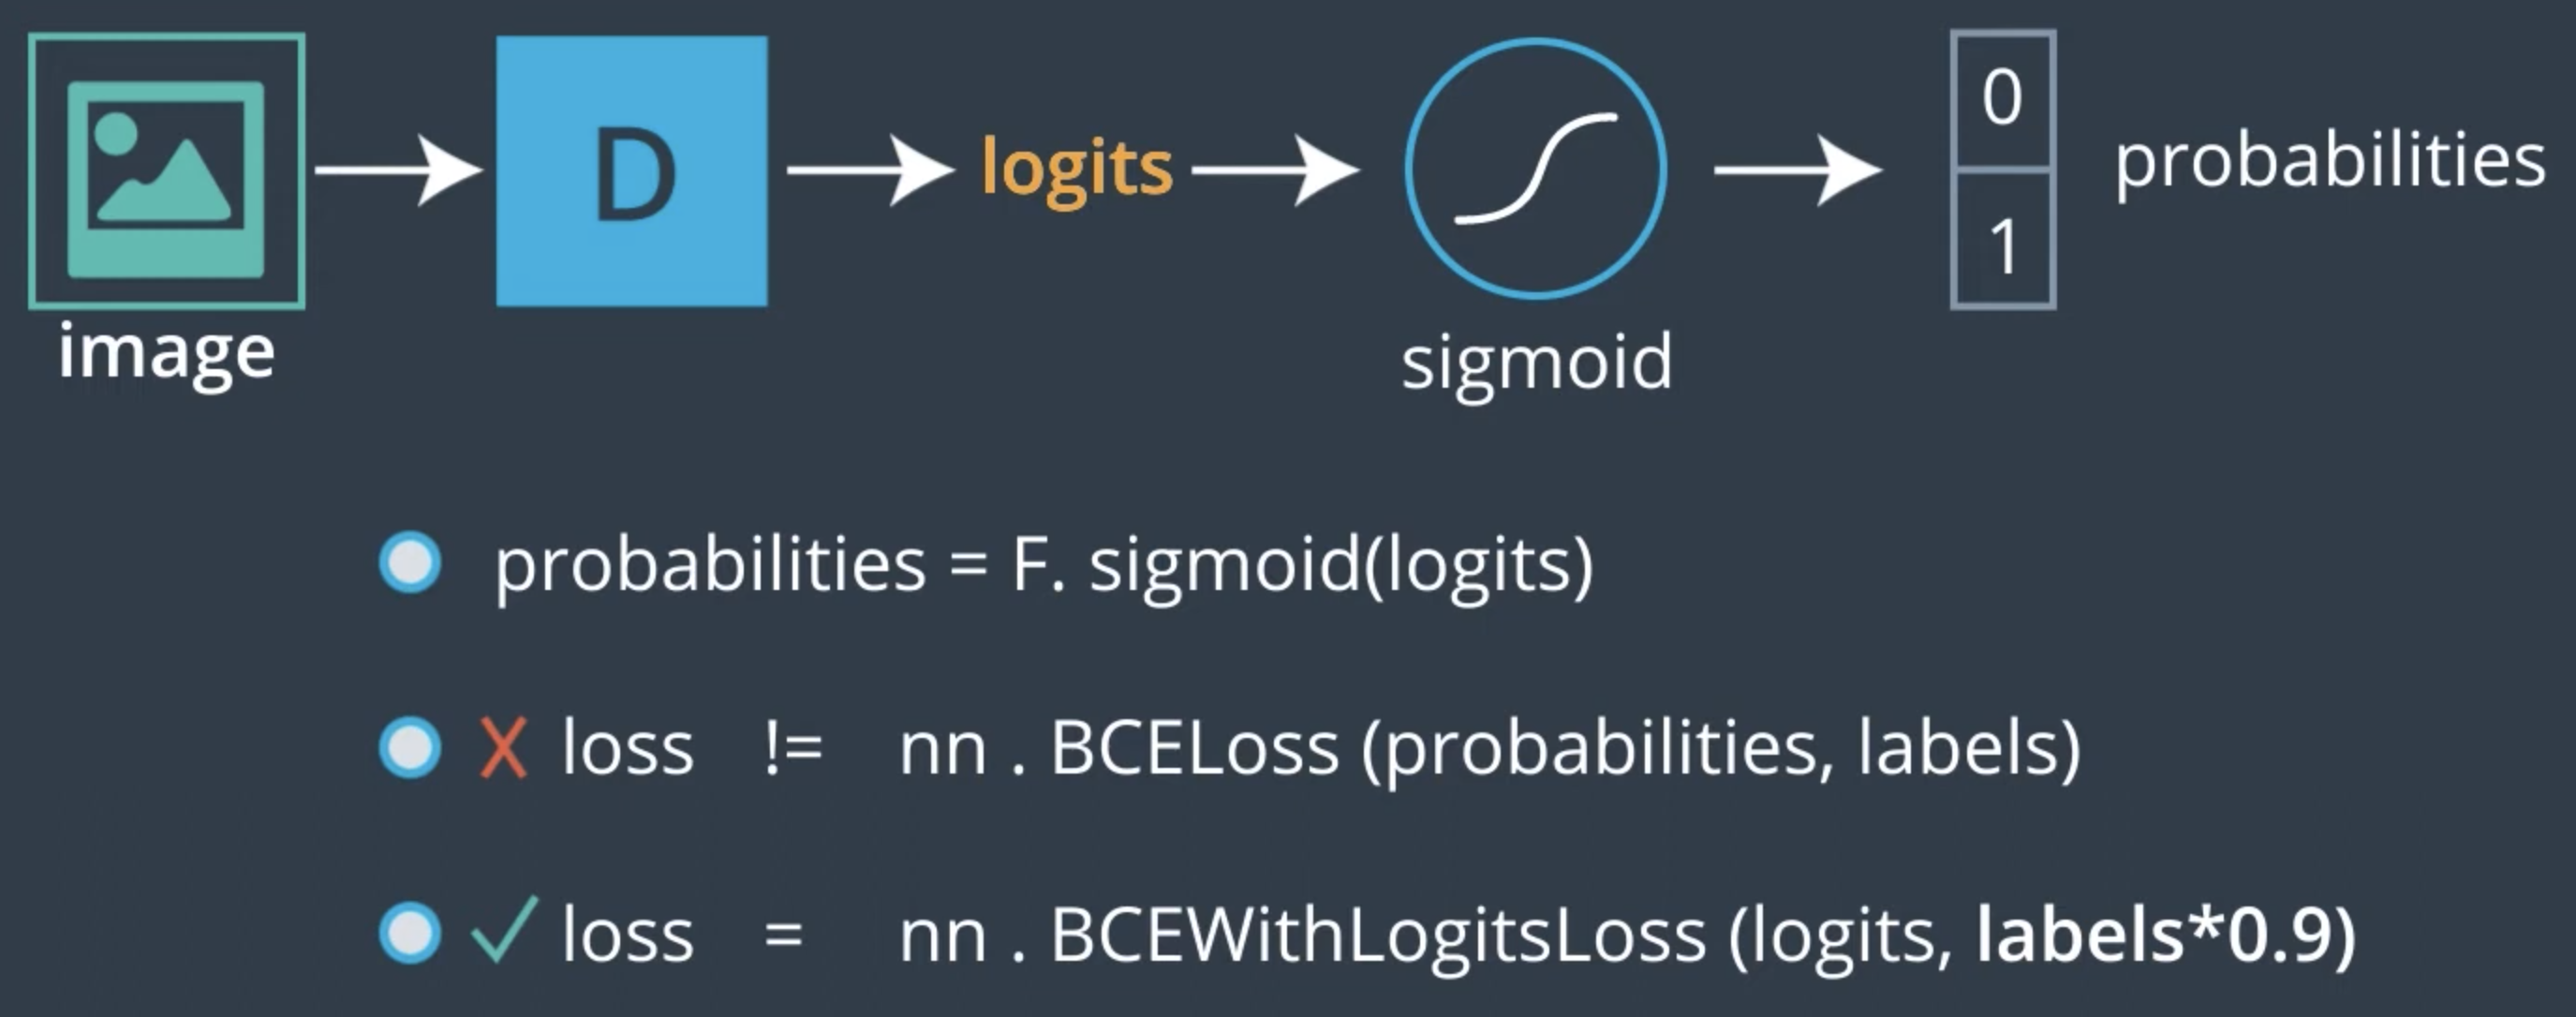 D
logits
0
1
probabilities
image
sigmoid
probabilities = F. sigmoid(logits)
X loss != nn . BCELoss (probabilities, labels)
✓ loss = nn . BCEWithLogitsLoss (logits, labels*0.9)